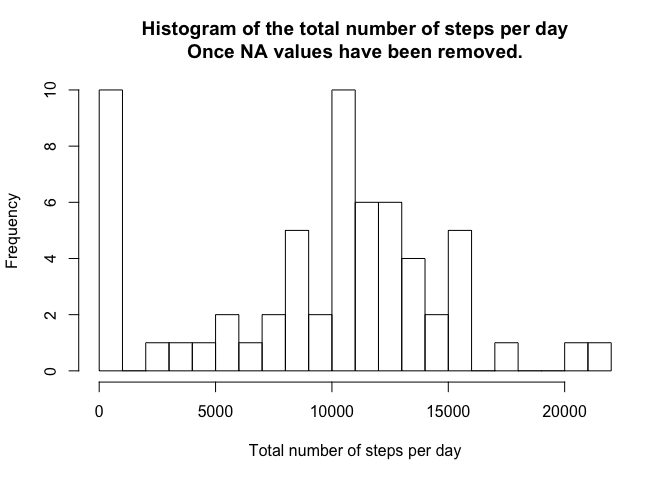 Histogram of the total number of steps per day
Once NA values have been removed.
10
8
6
4
2
0
Frequency
0 5000 10000 15000 20000
Total number of steps per day